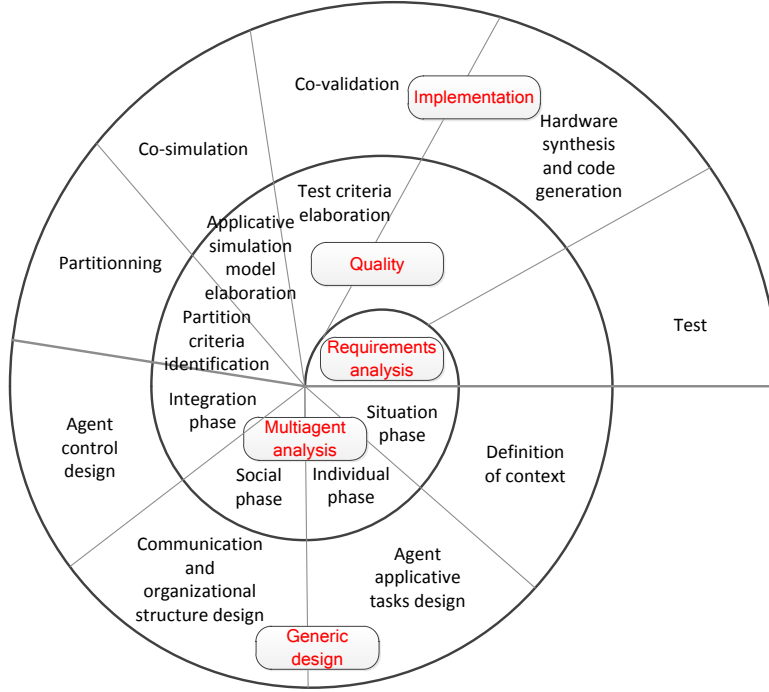 Co-validation
Implementation
Hardware
synthesis
and code
generation
Co-simulation
Test criteria
elaboration
Applicative
simulation
model
elaboration
Quality
Partitionning
Partition
criteria
identification
Requirements
analysis
Test
Integration
phase
Situation
phase
Multiagent
analysis
Agent
control
design
Social
phase
Individual
phase
Definition
of context
Communication
and
organizational
structure design
Agent
applicative
tasks design
Generic
design